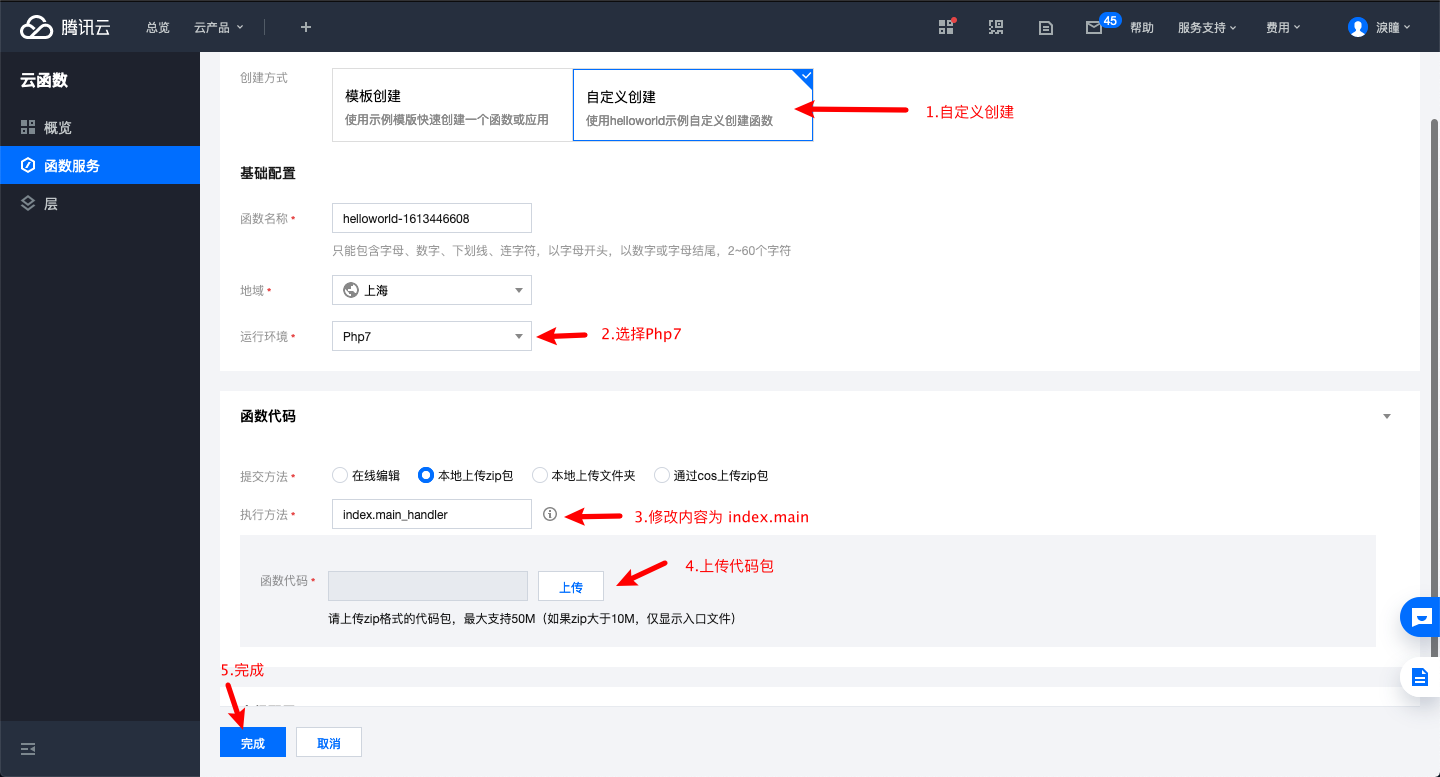 腾讯云
总览
云产品
45
帮助
服务支持
费用
云函数
概览
函数服务
层
创建方式
模板创建
使用示例模版快速创建一个函数或应用
自定义创建
使用helloworld示例自定义创建函数
1.自定义创建
基础配置
函数名称*
helloworld-1613446608
只能包含字母、数字、下划线、连字符，以字母开头，以数字或字母结尾，2~60个字符
地域*
上海
运行环境*
Php7
2.选择Php7
函数代码
提交方法*
在线编辑
本地上传zip包
本地上传文件夹
通过cos上传zip包
执行方法*
index.main_handler
3.修改内容为 index.main
函数代码*
上传
4.上传代码包
请上传zip格式的代码包，最大支持50M（如果zip大于10M，仅显示入口文件）
5.完成
完成
取消